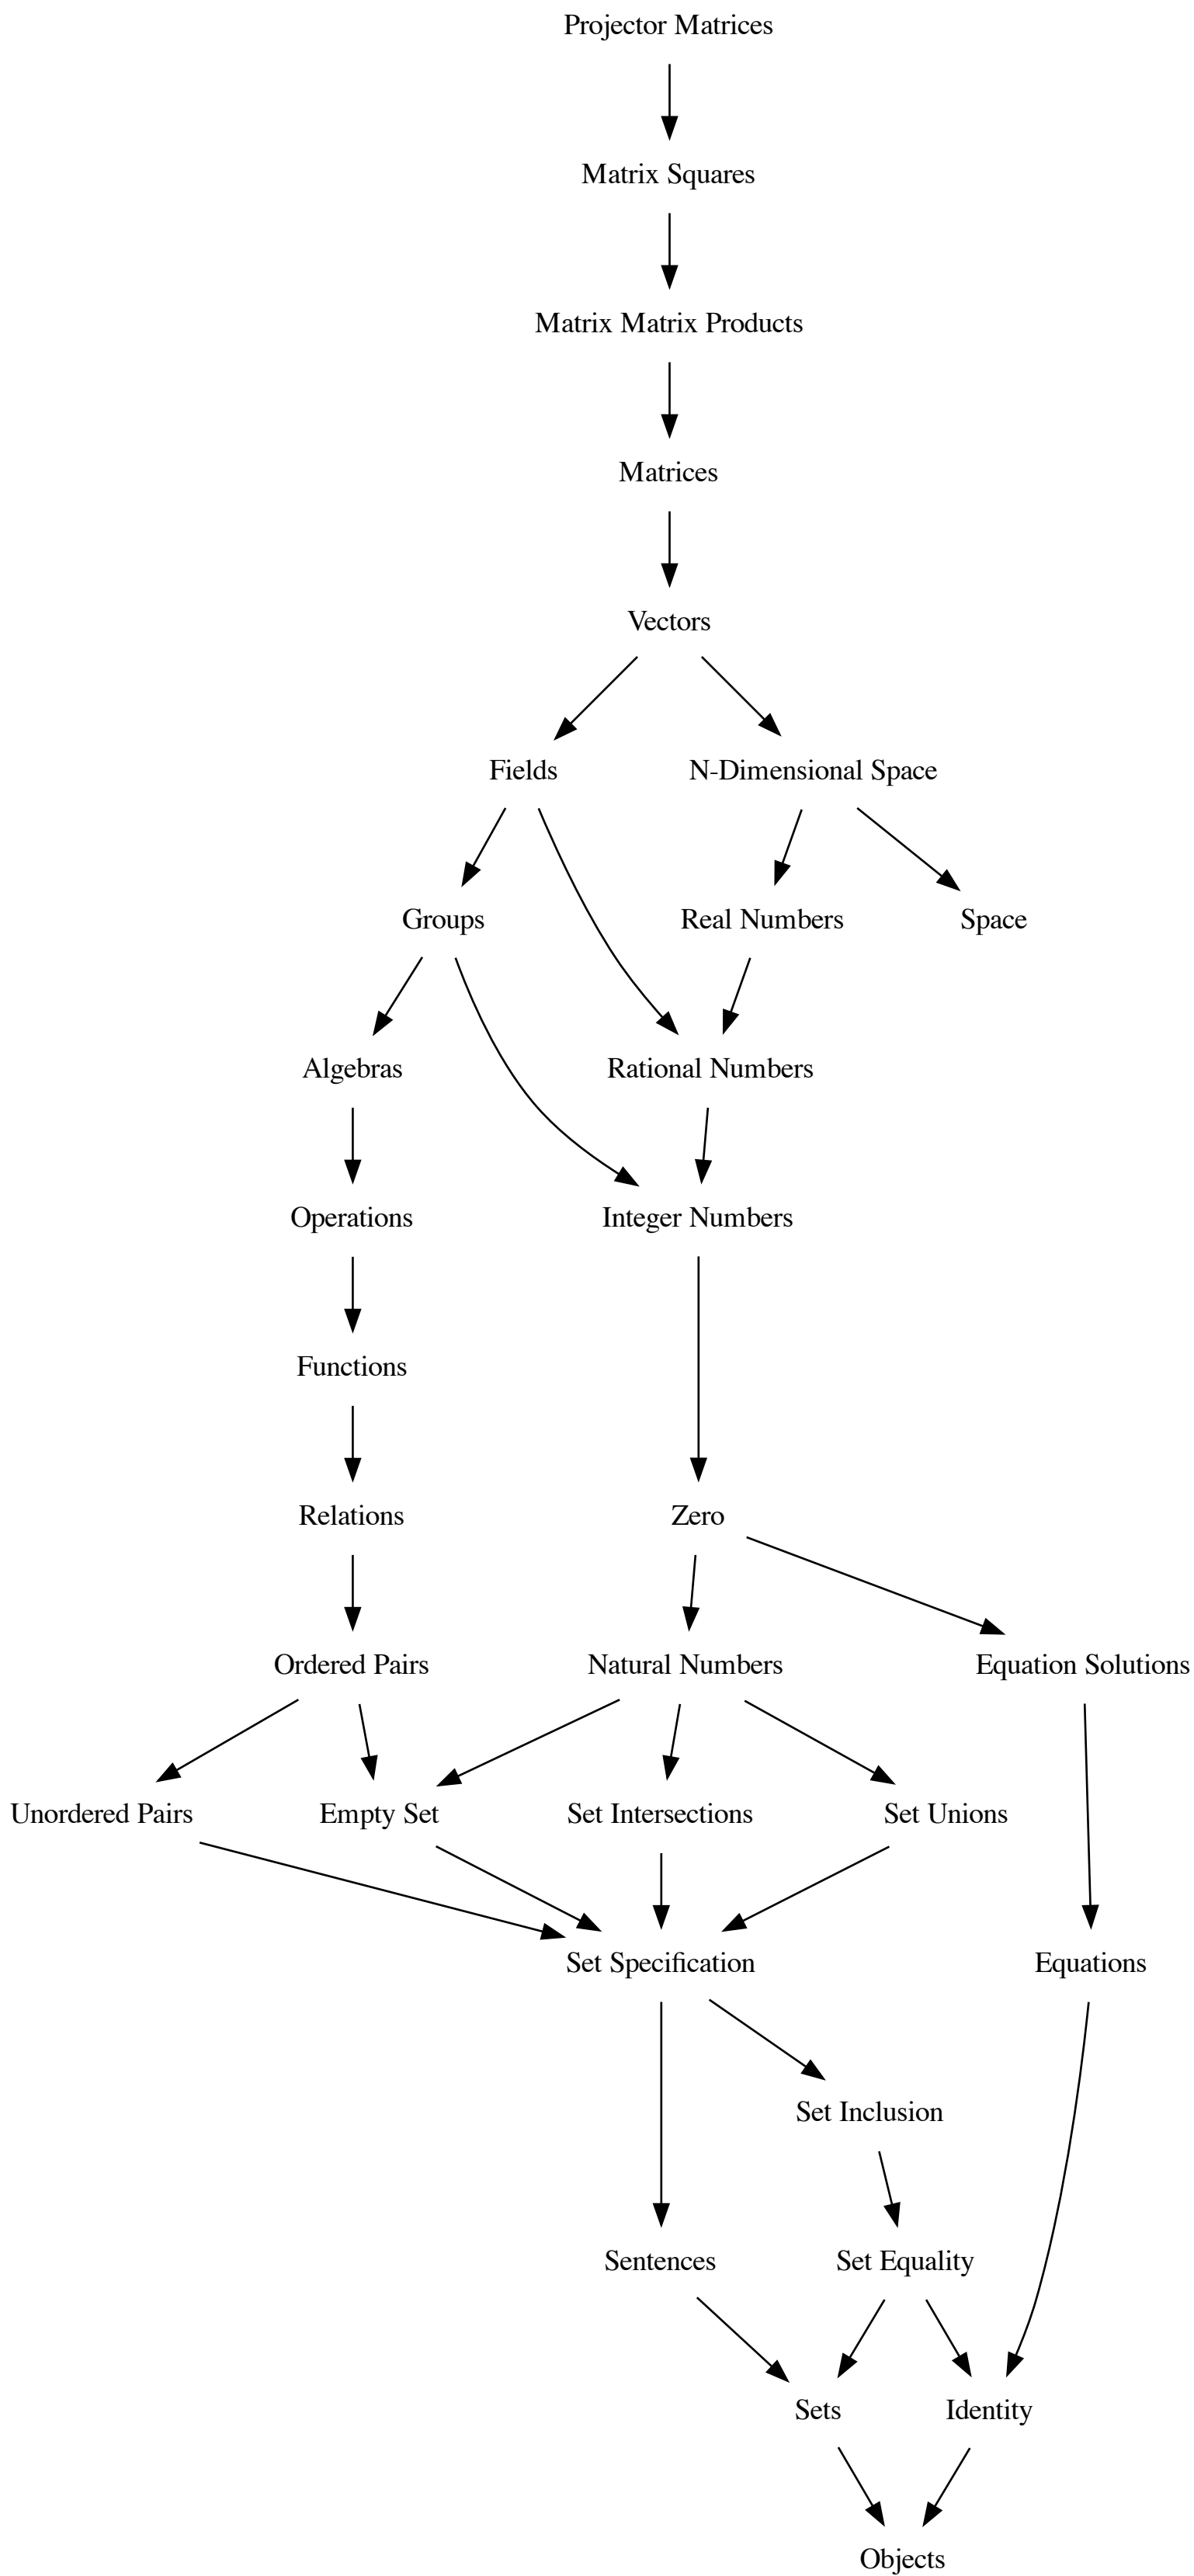 Projector Matrices
Matrix Squares
Matrix Matrix Products
Matrices
Vectors
Fields
N-Dimensional Space
Groups
Real Numbers
Space
Algebras
Rational Numbers
Operations
Integer Numbers
Functions
Relations
Zero
Ordered Pairs
Natural Numbers
Equation Solutions
Unordered Pairs
Empty Set
Set Intersections
Set Unions
Set Specification
Equations
Set Inclusion
Sentences
Set Equality
Sets
Identity
Objects